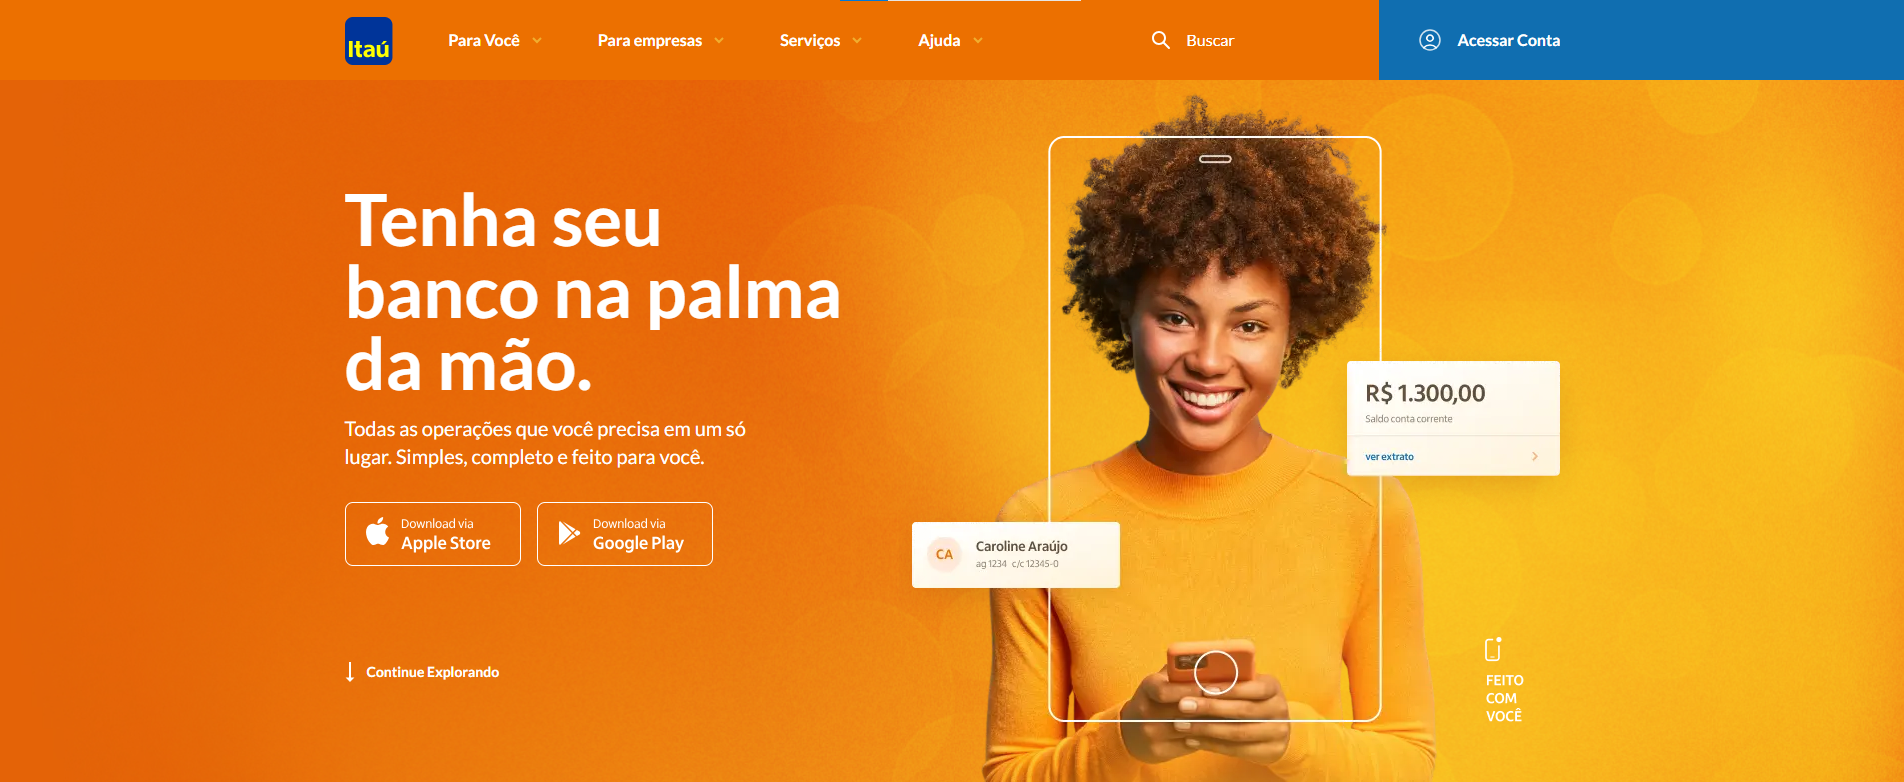 Itaú
Para Você
Para empresas
Serviços
Ajuda
Buscar
Acessar Conta
Tenha seu
banco na palma
da mão.
Todas as operações que você precisa em um só
lugar. Simples, completo e feito para você.
Download via
Apple Store
Download via
Google Play
Continue Explorando
R$ 1.300,00
Saldo conta corrente
ver extrato
CA
Caroline Araújo
ag 1234 c/c 12345-0
FEITO
COM
VOCÊ